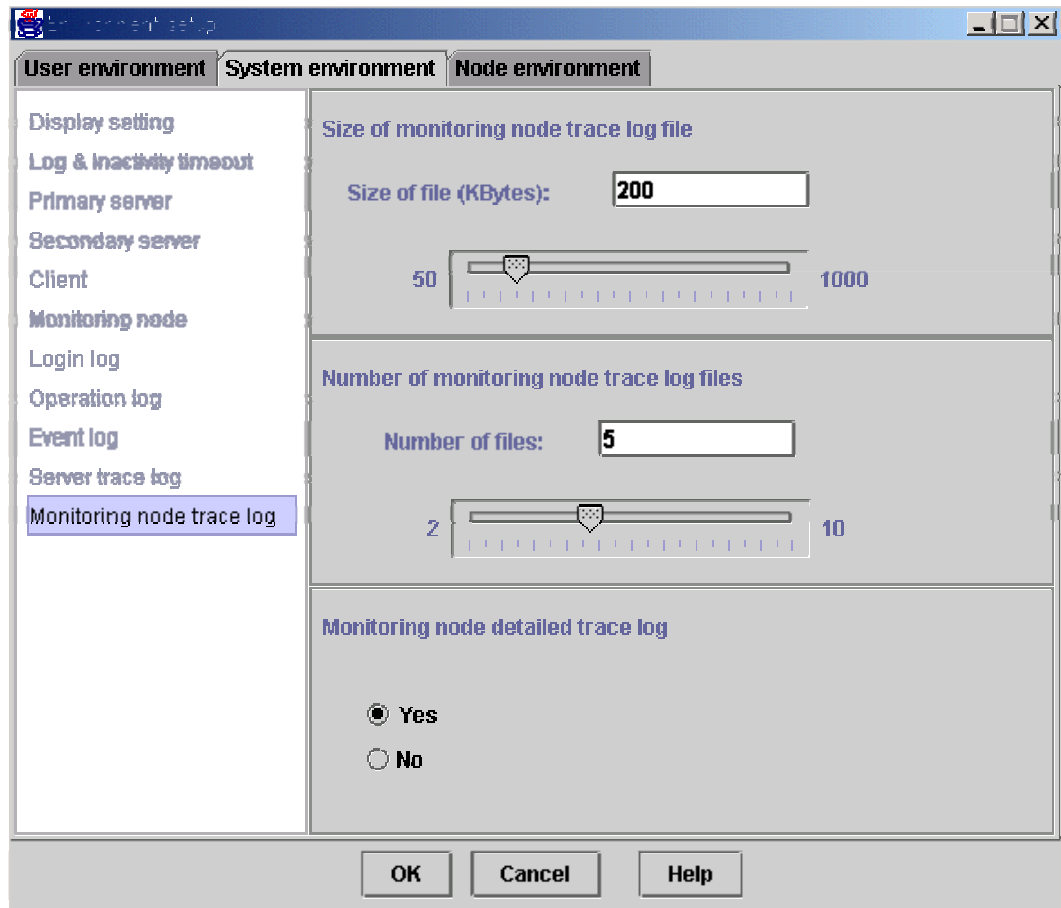 User environment System environment Node environment
Display setting
Log & Inactivity timeout
Primary server
Secondary server
Client
Monitoring node
Login log
Operation log
Event log
Server trace log
Monitoring node trace log
Size of monitoring node trace log file
Size of file (KBytes): 200
50 1000
Number of monitoring node trace log files
Number of files: 5
2 10
Monitoring node detailed trace log
Yes
No
OK Cancel Help